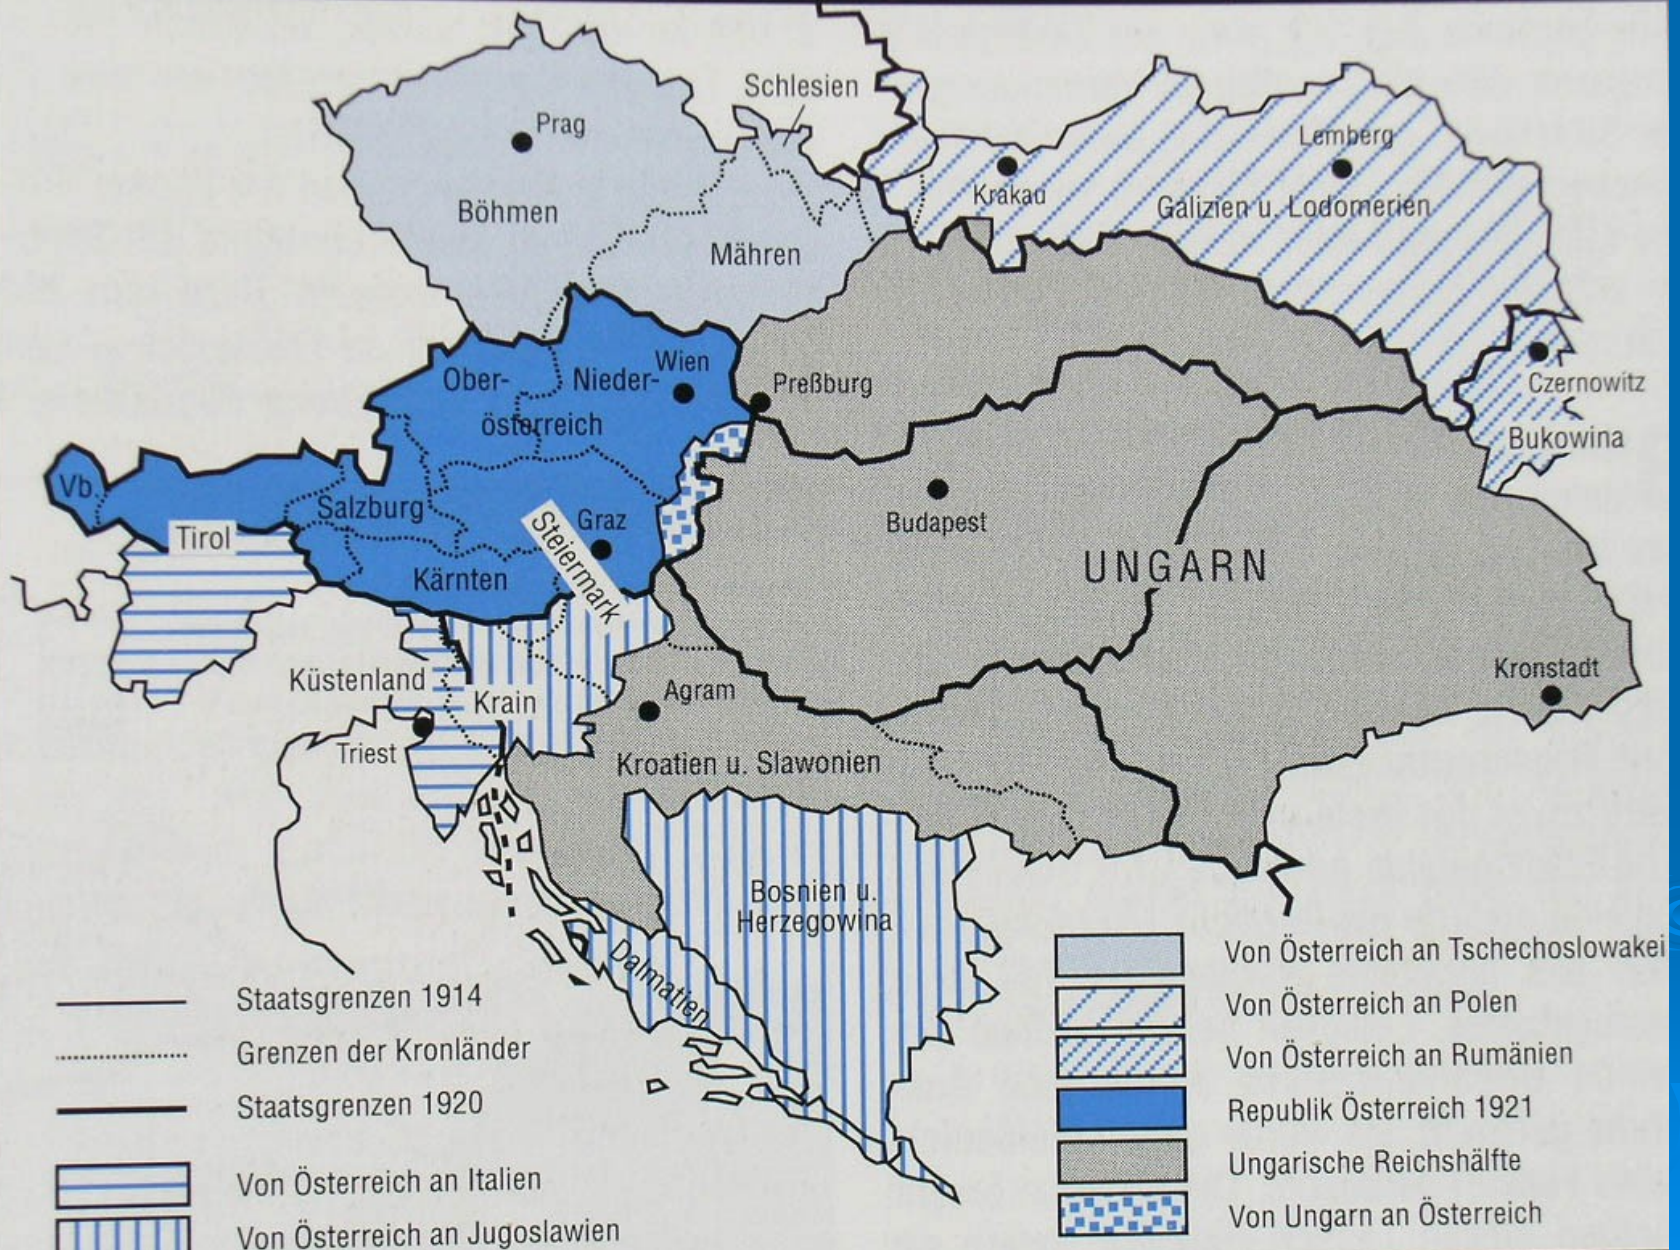 Schlesien
Prag
Lemberg
Krakau
Böhmen
Galizien u. Lodomerien
Mähren
Wien
Ober-
Nieder-
österreich
Preßburg
Czernowitz
Bukowina
Vb.
Salzburg
Graz
Budapest
Tirol
Steiermark
Kärnten
UNGARN
Küstenland
Krain
Agram
Kronstadt
Triest
Kroatien u. Slawonien
Bosnien u.
Herzegowina
Dalmatien
Staatsgrenzen 1914
Grenzen der Kronländer
Staatsgrenzen 1920
Von Österreich an Italien
Von Österreich an Jugoslawien
Von Österreich an Tschechoslowakei
Von Österreich an Polen
Von Österreich an Rumänien
Republik Österreich 1921
Ungarische Reichshälfte
Von Ungarn an Österreich